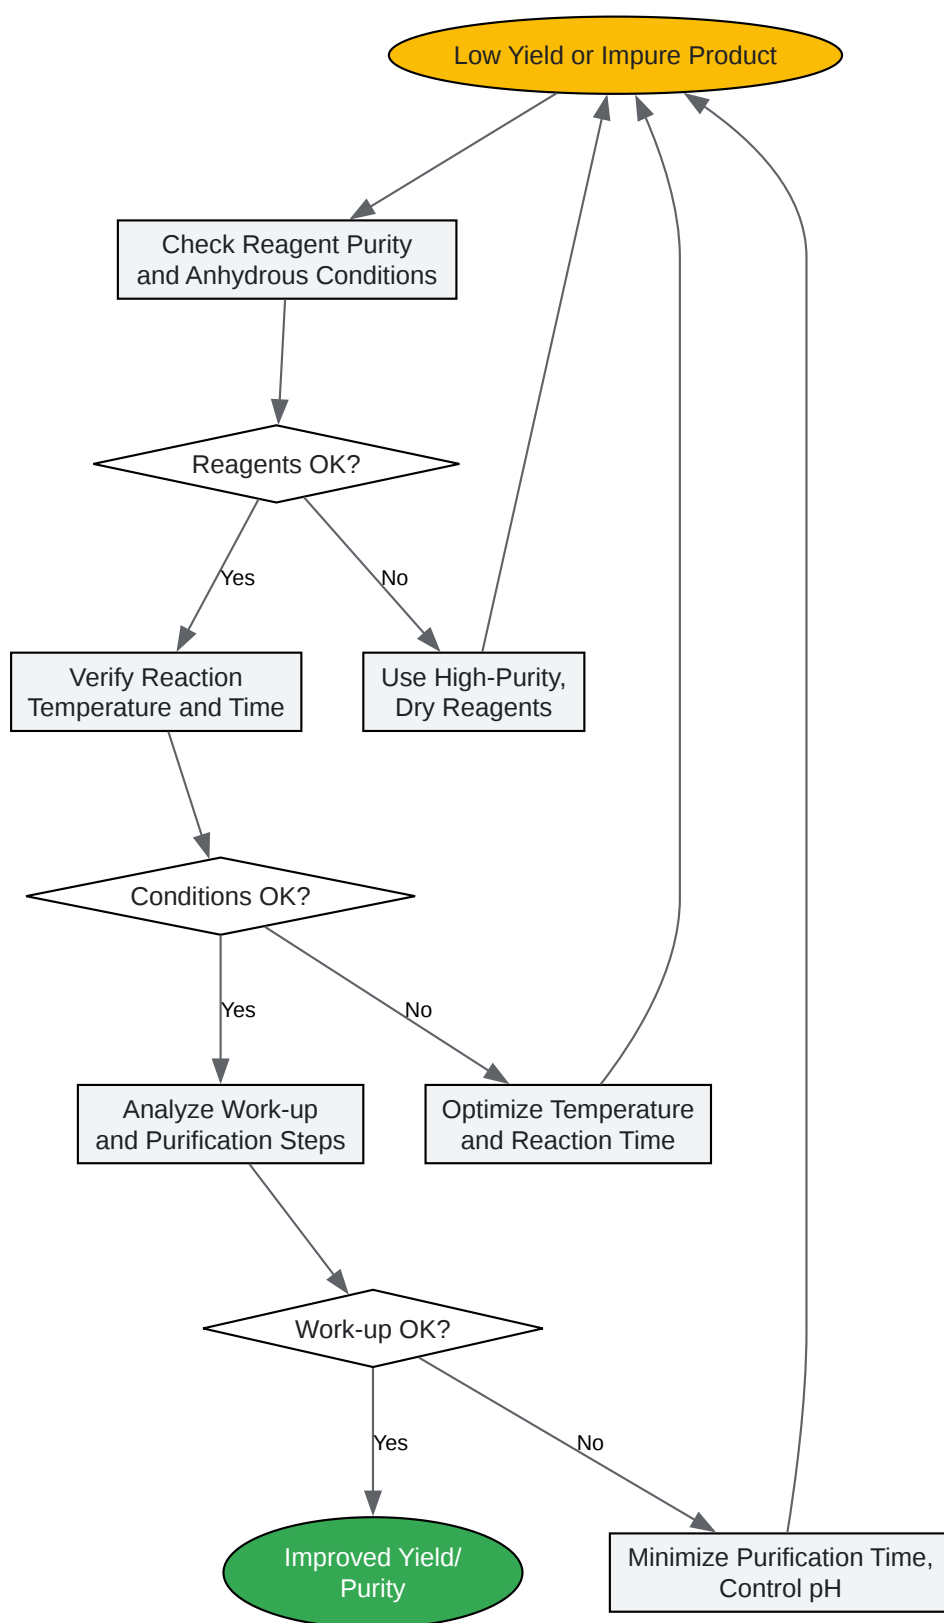 Low Yield or Impure Product
Check Reagent Purity
and Anhydrous Conditions
Reagents OK?
Yes
No
Verify Reaction
Temperature and Time
Use High-Purity,
Dry Reagents
Conditions OK?
Yes
No
Analyze Work-up
and Purification Steps
Optimize Temperature
and Reaction Time
Work-up OK?
Yes
No
Improved Yield/
Purity
Minimize Purification Time,
Control pH